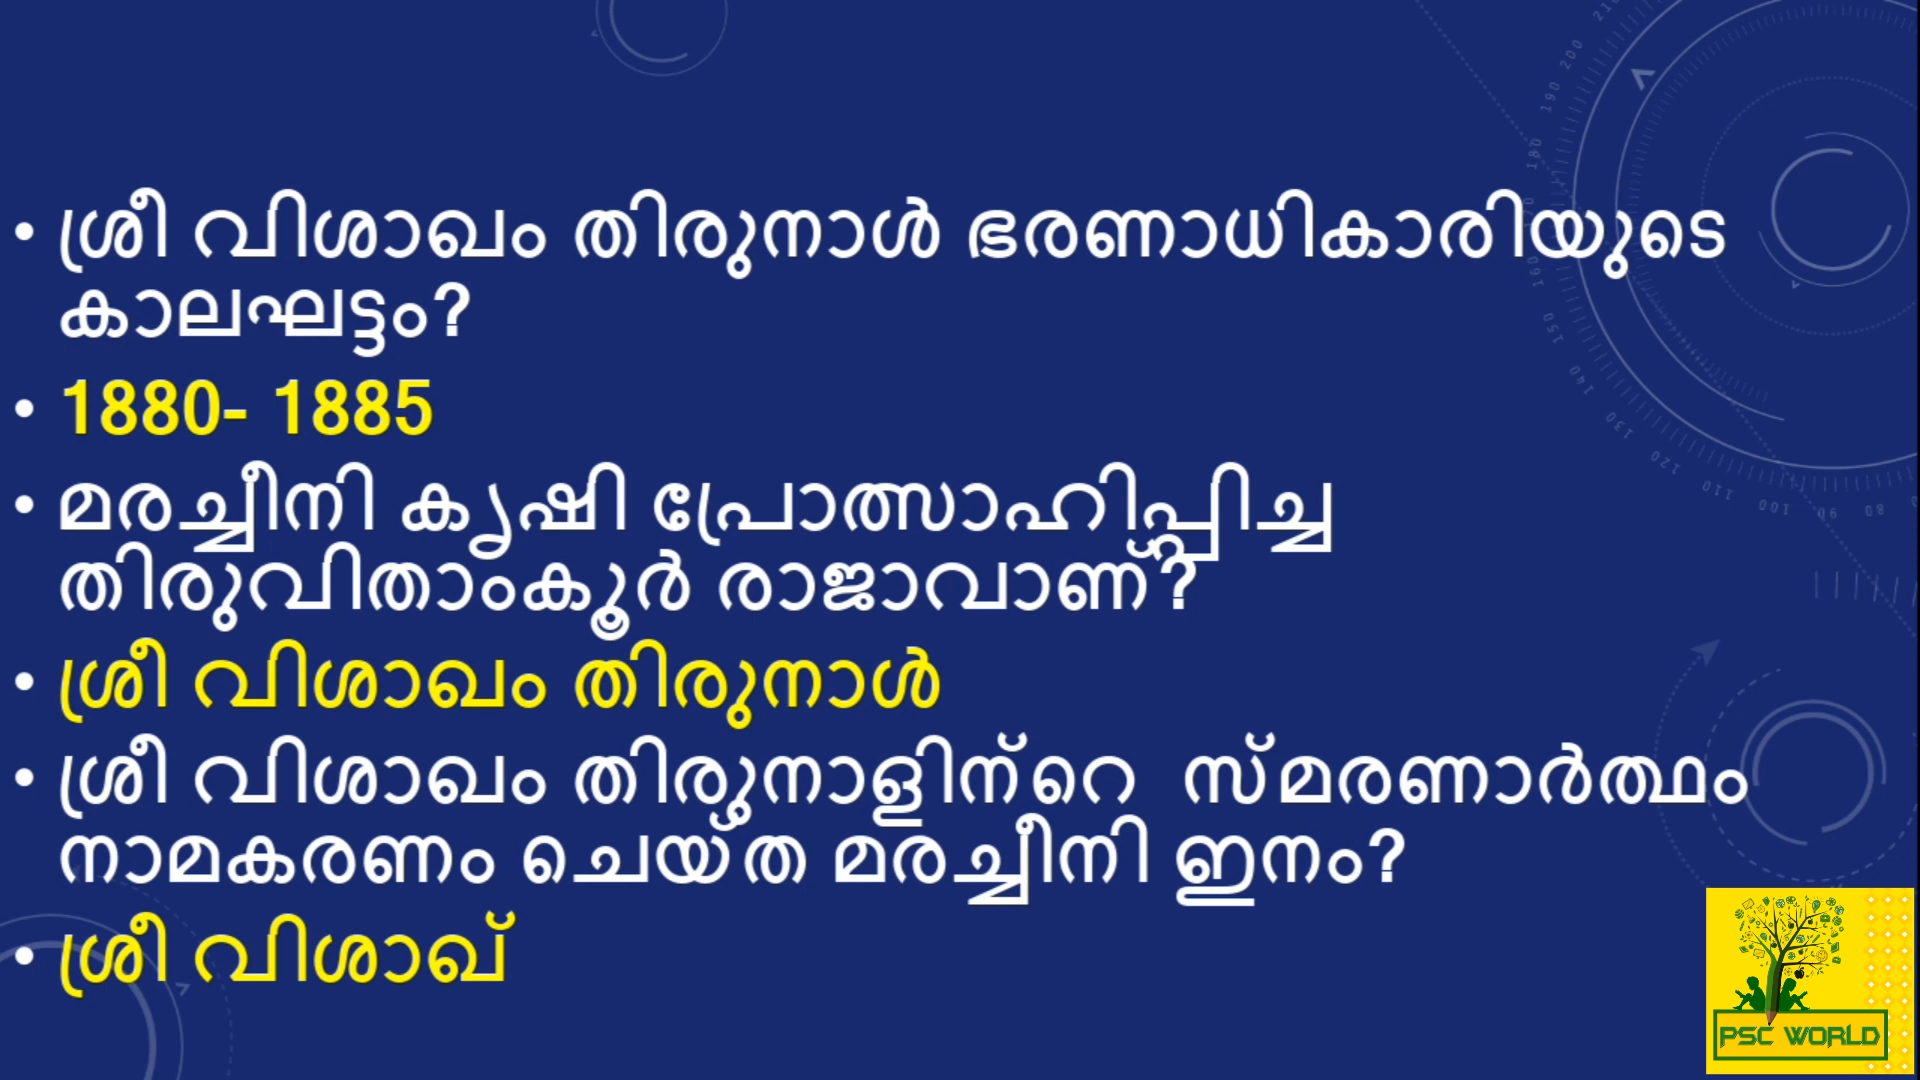 • ശ്രീ വിശാഖം തിരുനാൾ ഭരണാധികാരിയുടെ
കാലഘട്ടം?
• 1880- 1885
• മരച്ചീനി കൃഷി പ്രോത്സാഹിപ്പിച്ച
തിരുവിതാംകൂർ രാജാവാണ്?
• ശ്രീ വിശാഖം തിരുനാൾ
• ശ്രീ വിശാഖം തിരുനാളിന്റെ സ്മരണാർത്ഥം
നാമകരണം ചെയ്ത മരച്ചീനി ഇനം?
• ശ്രീ വിശാഖ്
PSC WORLD